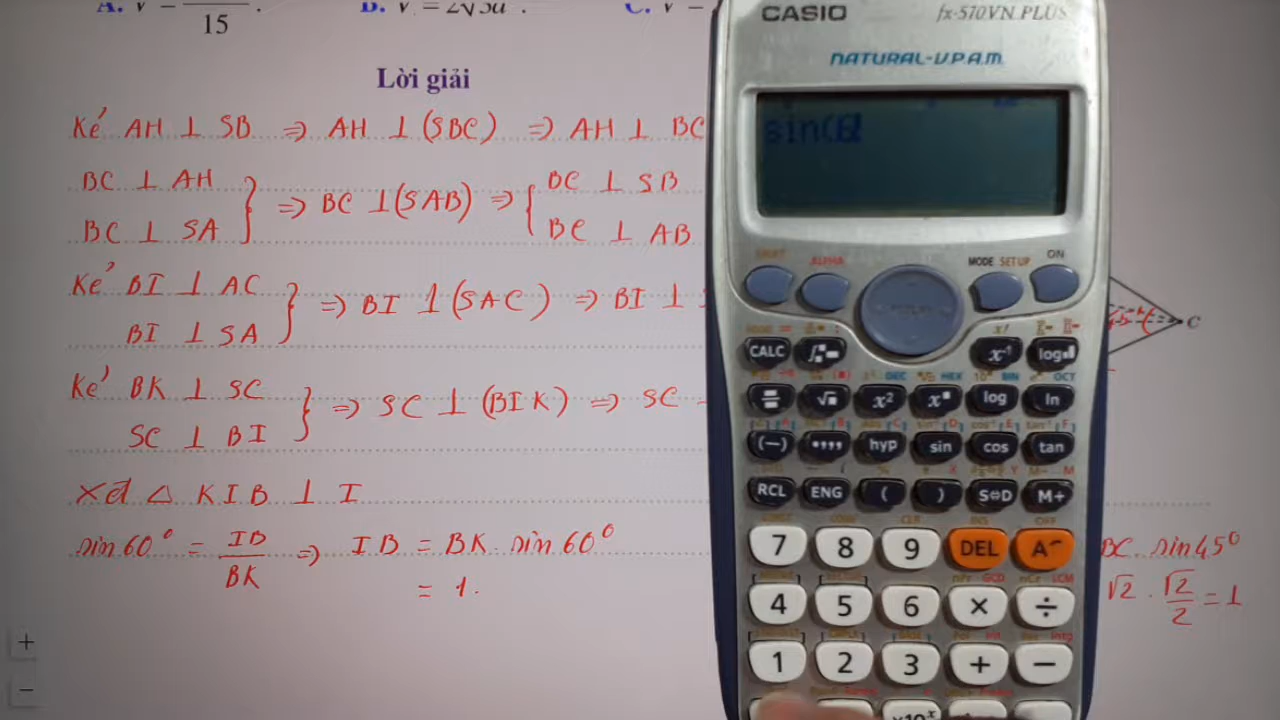 15
Lời giải
Kẻ AH ⊥ SB ⇒ AH ⊥ (SBC) ⇒ AH ⊥ BC
BC ⊥ AH
BC ⊥ SA } ⇒ BC ⊥ (SAB) ⇒ { BC ⊥ SB
BC ⊥ AB
Kẻ BI ⊥ AC
BI ⊥ SA } ⇒ BI ⊥ (SAC) ⇒ BI ⊥
Kẻ BK ⊥ SC
SC ⊥ BI } ⇒ SC ⊥ (BIK) ⇒ SC
Xét △ KIB ⊥ I
sin 60° = IB/BK ⇒ IB = BK. sin 60°
= 1.
BC. sin 45°
√2 . √2/2 = 1
C
CASIO
fx-570VN PLUS
NATURAL-V.P.A.M.
sin(6
SHIFT ALPHA MODE SETUP ON
CALC x⁻¹ log
√ x² log ln
(−) hyp sin cos tan
RCL ENG ( ) S⇔D M+
7 8 9 DEL
4 5 6 × ÷
1 2 3 + −
×10ˣ
+
−